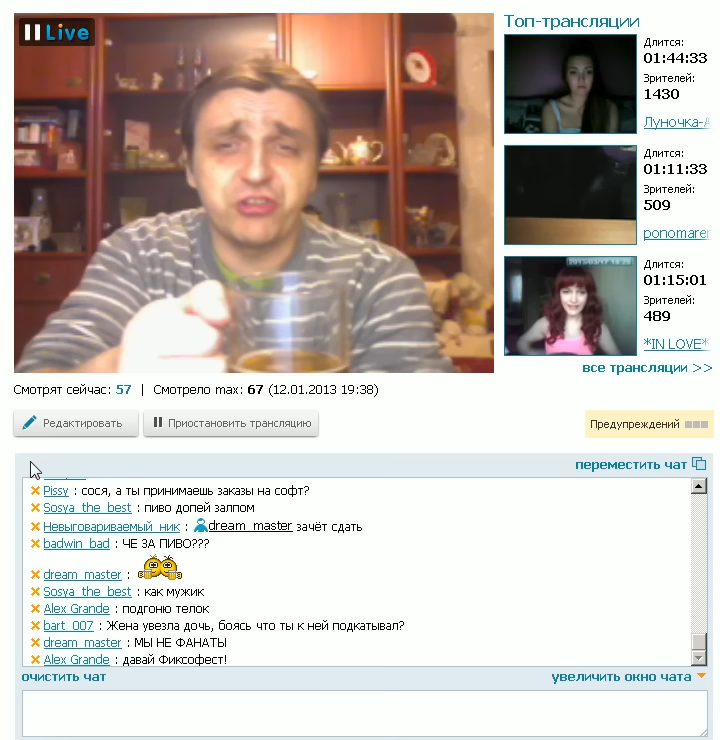 Live
Топ-трансляции
Длится:
01:44:33
Зрителей:
1430
Луночка-А
Длится:
01:11:33
Зрителей:
509
ponomarer
Длится:
01:15:01
Зрителей:
489
*IN LOVE*
все трансляции >>
Смотрят сейчас: 57 | Смотрело max: 67 (12.01.2013 19:38)
Редактировать
Приостановить трансляцию
Предупреждений
переместить чат
Pissy : сося, а ты принимаешь заказы на софт?
Sosya_the_best : пиво допей залпом
Невыговариваемый_ник : dream_master зачёт сдать
badwin_bad : ЧЕ ЗА ПИВО???
dream_master :
Sosya_the_best : как мужик
Alex Grande : подгоню телок
bart_007 : Жена увезла дочь, боясь что ты к ней подкатывал?
dream_master : МЫ НЕ ФАНАТЫ
Alex Grande : давай Фиксофест!
очистить чат
увеличить окно чата